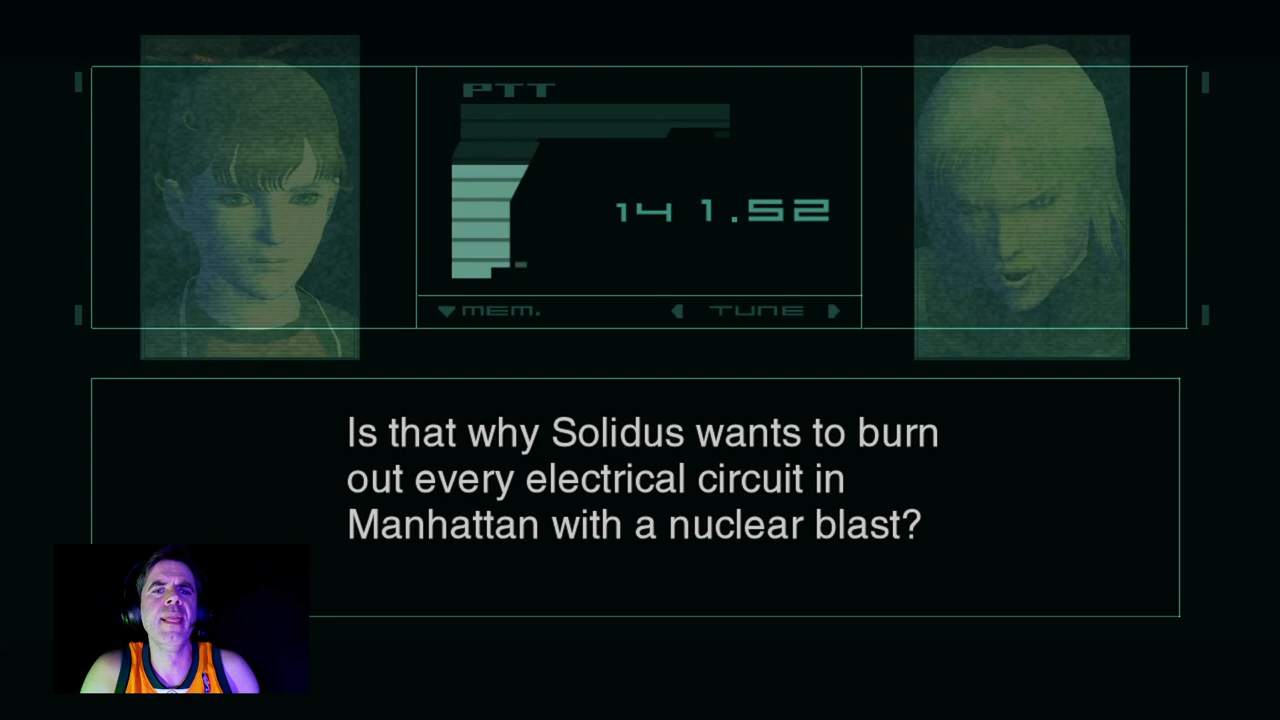 PTT
141.52
MEM.
TUNE
Is that why Solidus wants to burn
out every electrical circuit in
Manhattan with a nuclear blast?